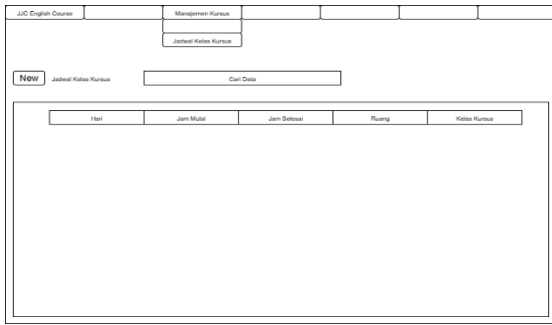 JJC English Course Manajemen Kursus
Jadwal Kelas Kursus
New Jadwal Kelas Kursus Cari Data
Hari Jam Mulai Jam Selesai Ruang Kelas Kursus